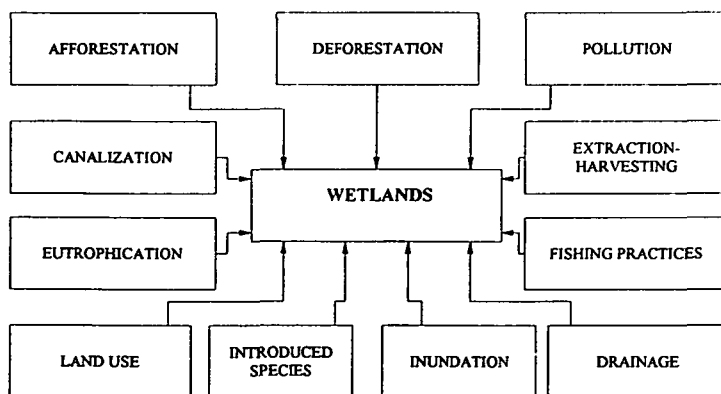 AFFORESTATION
DEFORESTATION
POLLUTION
CANALIZATION
EXTRACTION-
HARVESTING
WETLANDS
EUTROPHICATION
FISHING PRACTICES
LAND USE
INTRODUCED
SPECIES
INUNDATION
DRAINAGE